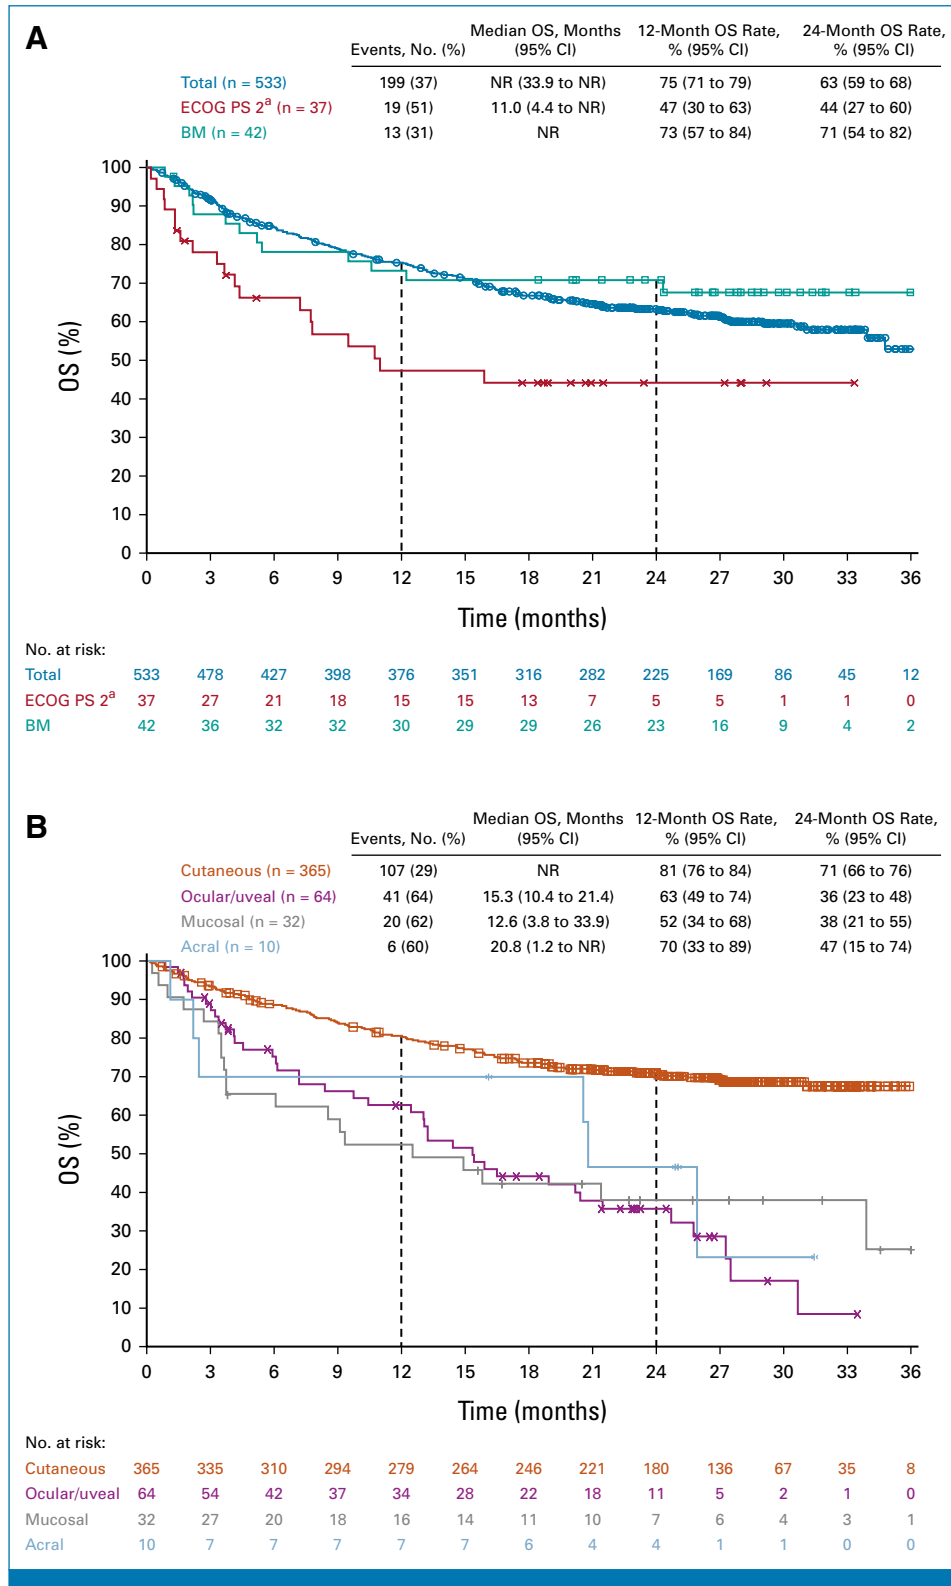 A
Events, No. (%) Median OS, Months (95% CI) 12-Month OS Rate, % (95% CI) 24-Month OS Rate, % (95% CI)
Total (n = 533) 199 (37) NR (33.9 to NR) 75 (71 to 79) 63 (59 to 68)
ECOG PS 2a (n = 37) 19 (51) 11.0 (4.4 to NR) 47 (30 to 63) 44 (27 to 60)
BM (n = 42) 13 (31) NR 73 (57 to 84) 71 (54 to 82)
100
90
80
70
60
50
40
30
20
10
0
OS (%)
0 3 6 9 12 15 18 21 24 27 30 33 36
Time (months)
No. at risk:
Total 533 478 427 398 376 351 316 282 225 169 86 45 12
ECOG PS 2a 37 27 21 18 15 15 13 7 5 5 1 1 0
BM 42 36 32 32 30 29 29 26 23 16 9 4 2
B
Events, No. (%) Median OS, Months (95% CI) 12-Month OS Rate, % (95% CI) 24-Month OS Rate, % (95% CI)
Cutaneous (n = 365) 107 (29) NR 81 (76 to 84) 71 (66 to 76)
Ocular/uveal (n = 64) 41 (64) 15.3 (10.4 to 21.4) 63 (49 to 74) 36 (23 to 48)
Mucosal (n = 32) 20 (62) 12.6 (3.8 to 33.9) 52 (34 to 68) 38 (21 to 55)
Acral (n = 10) 6 (60) 20.8 (1.2 to NR) 70 (33 to 89) 47 (15 to 74)
100
90
80
70
60
50
40
30
20
10
0
OS (%)
0 3 6 9 12 15 18 21 24 27 30 33 36
Time (months)
No. at risk:
Cutaneous 365 335 310 294 279 264 246 221 180 136 67 35 8
Ocular/uveal 64 54 42 37 34 28 22 18 11 5 2 1 0
Mucosal 32 27 20 18 16 14 11 10 7 6 4 3 1
Acral 10 7 7 7 7 7 6 4 4 1 1 0 0